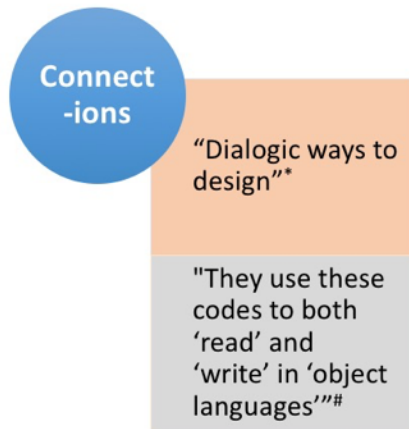 Connect
-ions
“Dialogic ways to
design”*
"They use these
codes to both
‘read’ and
‘write’ in ‘object
languages’”#